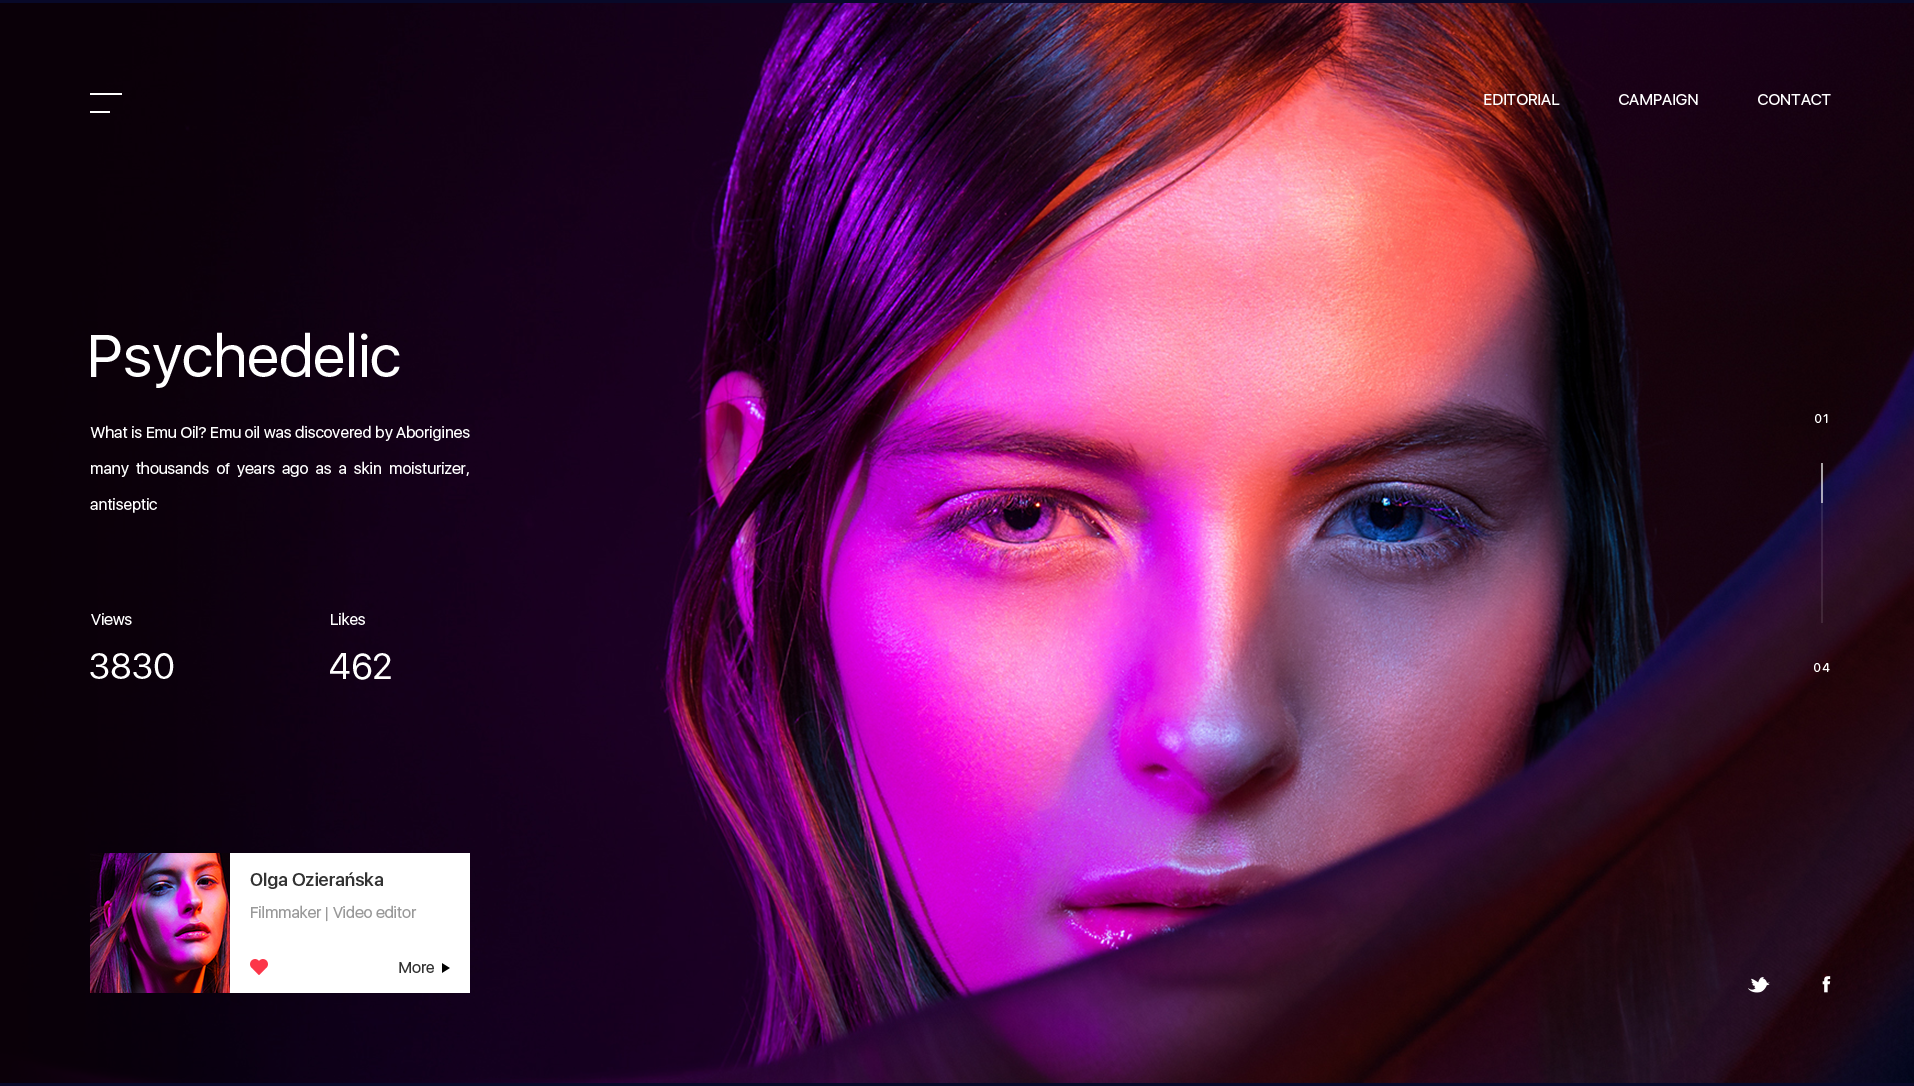 EDITORIAL CAMPAIGN CONTACT
Psychedelic
What is Emu Oil? Emu oil was discovered by Aborigines
many thousands of years ago as a skin moisturizer,
antiseptic
01
Views Likes
3830 462
04
Olga Ozierańska
Filmmaker | Video editor
More